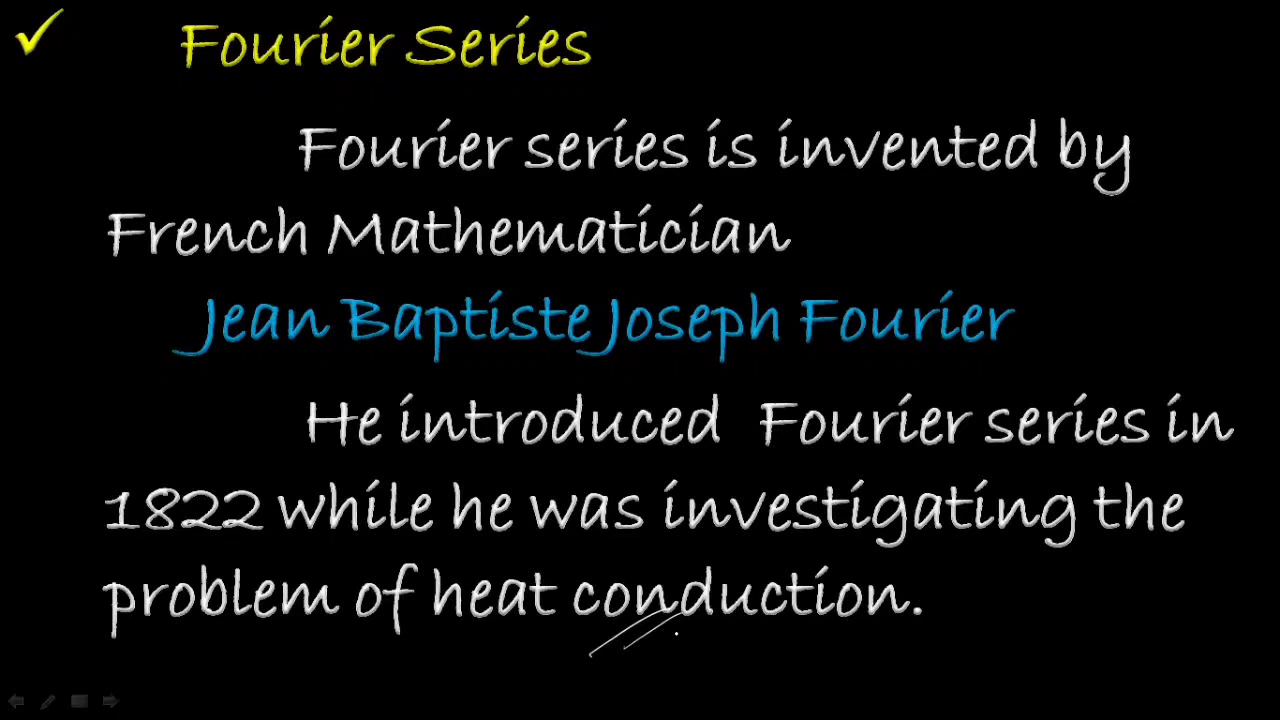 Fourier Series
Fourier series is invented by
French Mathematician
Jean Baptiste Joseph Fourier
He introduced Fourier series in
1822 while he was investigating the
problem of heat conduction.